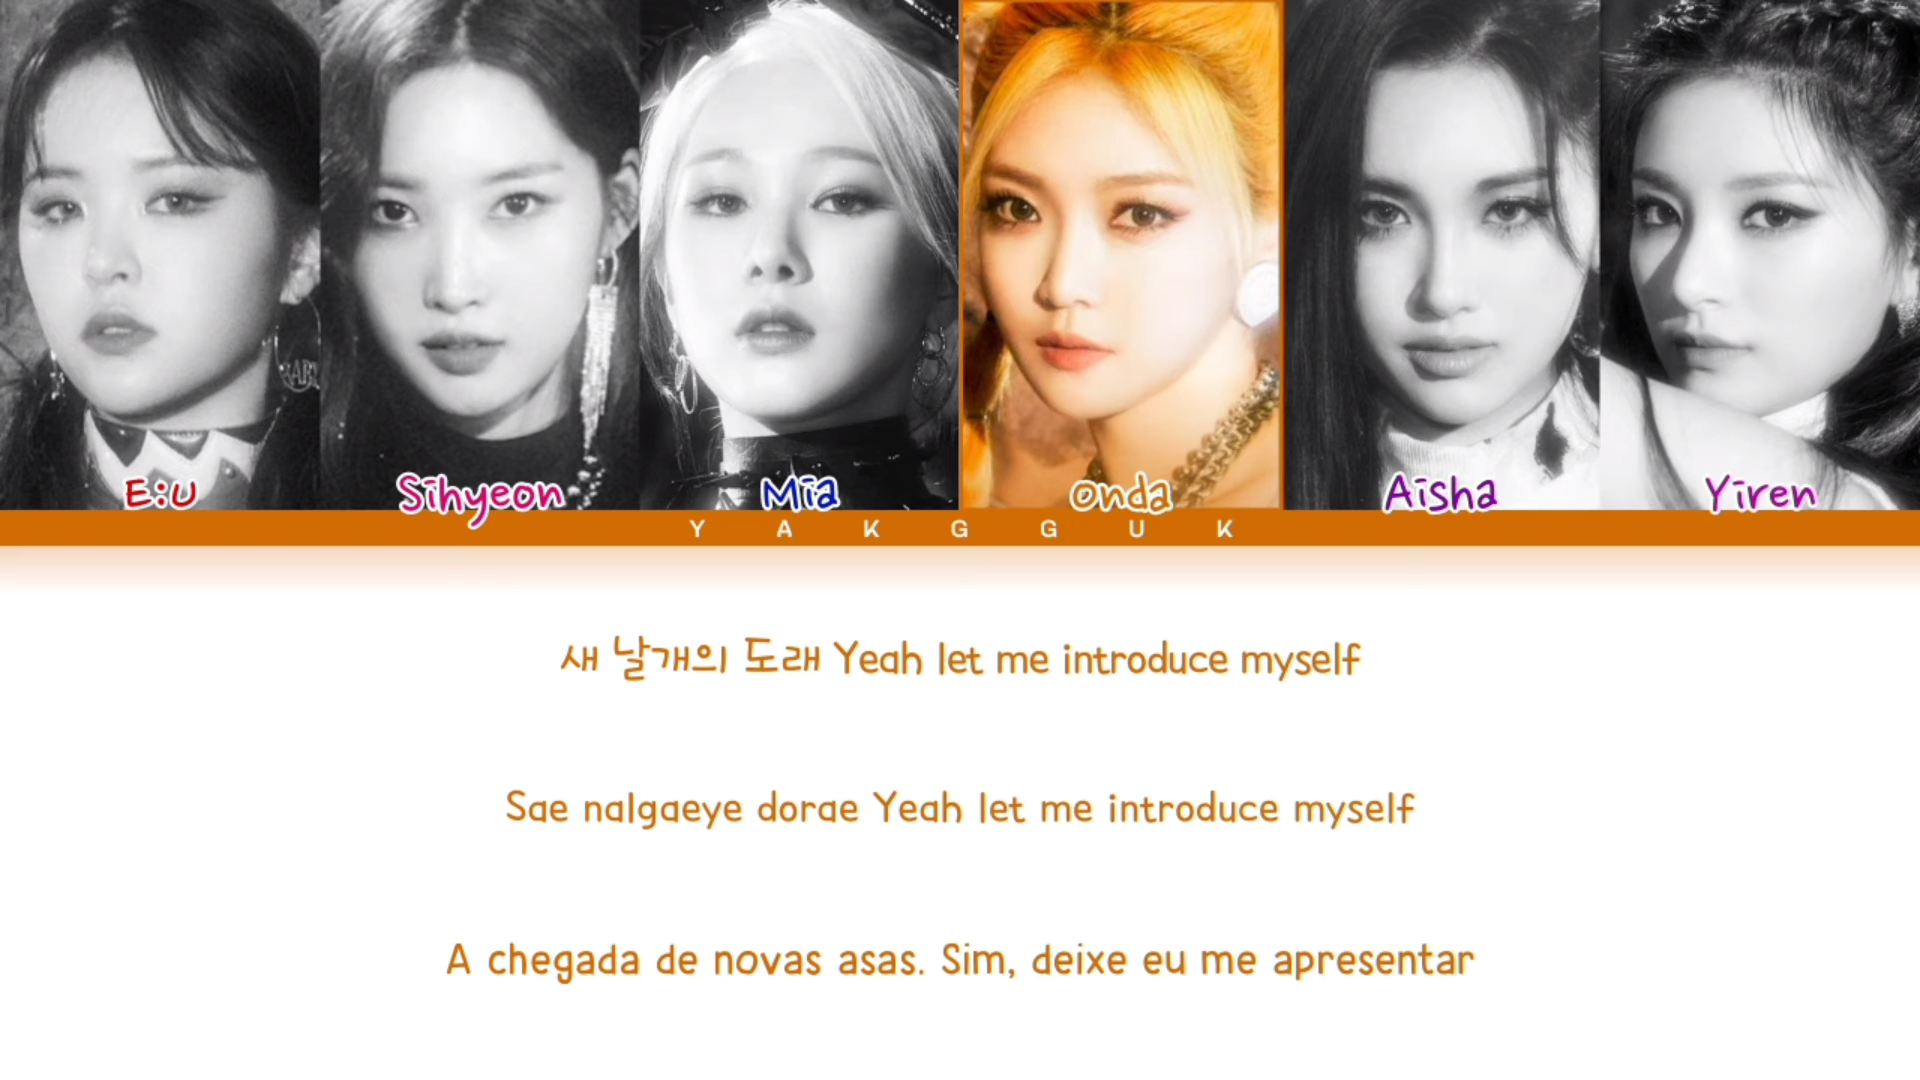 E:U Sihyeon Mia Onda Aisha Yiren
YAKGGUK
새 날개의 도래 Yeah let me introduce myself
Sae nalgaeye dorae Yeah let me introduce myself
A chegada de novas asas. Sim, deixe eu me apresentar